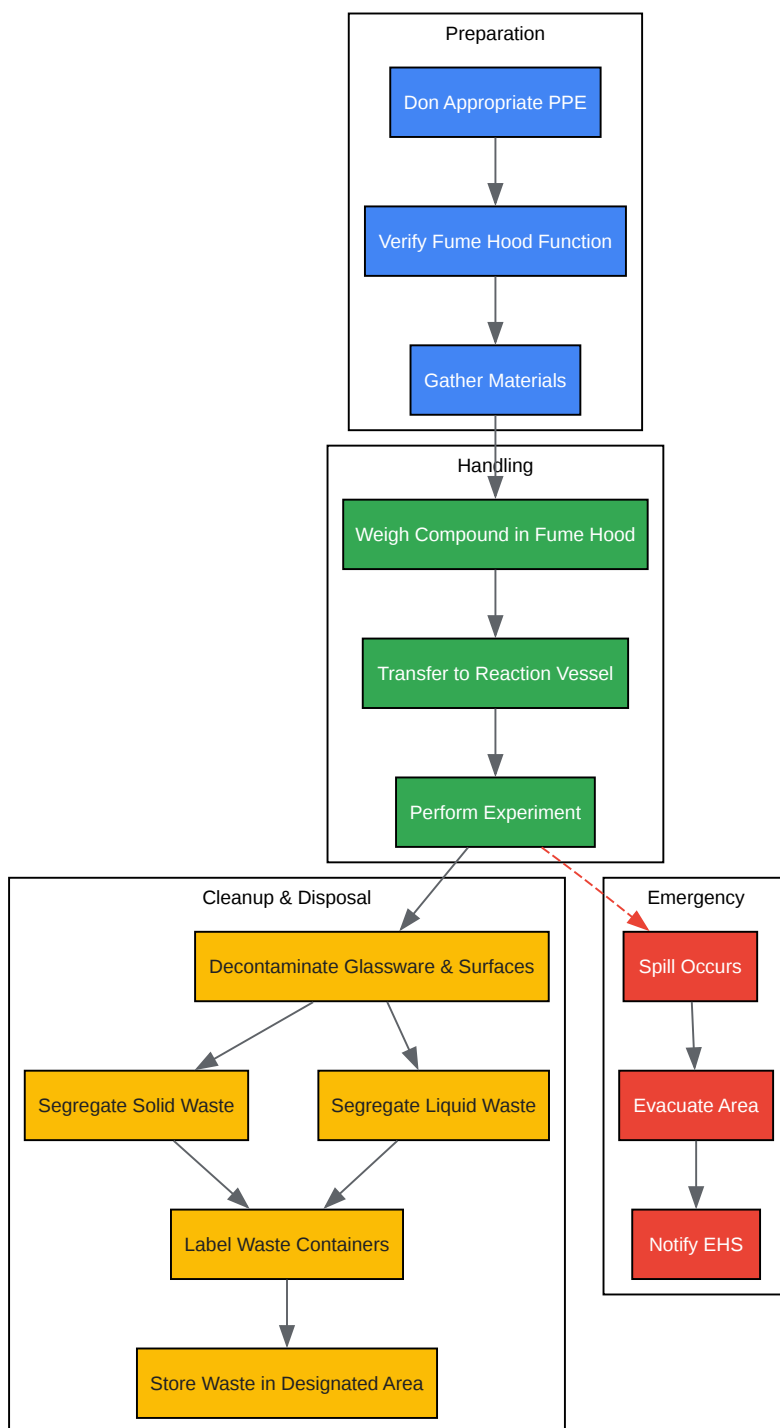 Preparation
Don Appropriate PPE
Verify Fume Hood Function
Gather Materials
Handling
Weigh Compound in Fume Hood
Transfer to Reaction Vessel
Perform Experiment
Cleanup & Disposal
Decontaminate Glassware & Surfaces
Segregate Solid Waste
Segregate Liquid Waste
Label Waste Containers
Store Waste in Designated Area
Emergency
Spill Occurs
Evacuate Area
Notify EHS